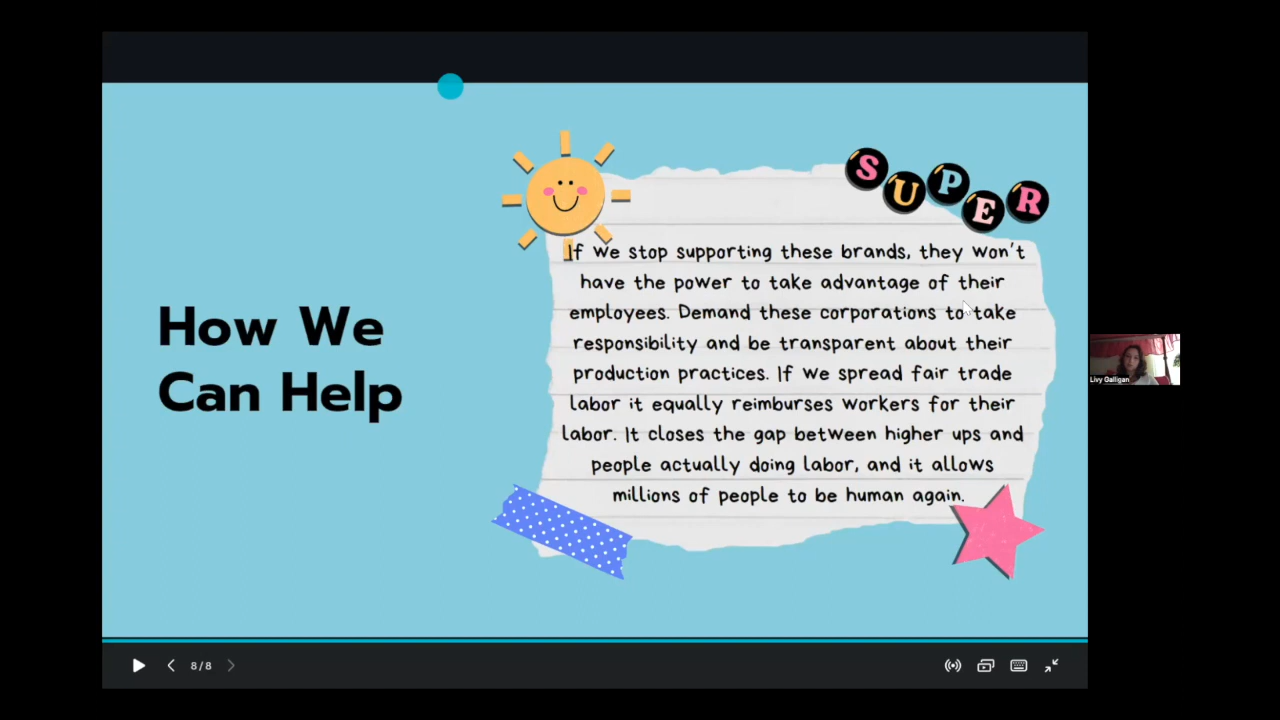 SUPER
How We
Can Help
If we stop supporting these brands, they won't
have the power to take advantage of their
employees. Demand these corporations to take
responsibility and be transparent about their
production practices. If we spread fair trade
labor it equally reimburses workers for their
labor. It closes the gap between higher ups and
people actually doing labor, and it allows
millions of people to be human again.
Livy Galligan
8/8